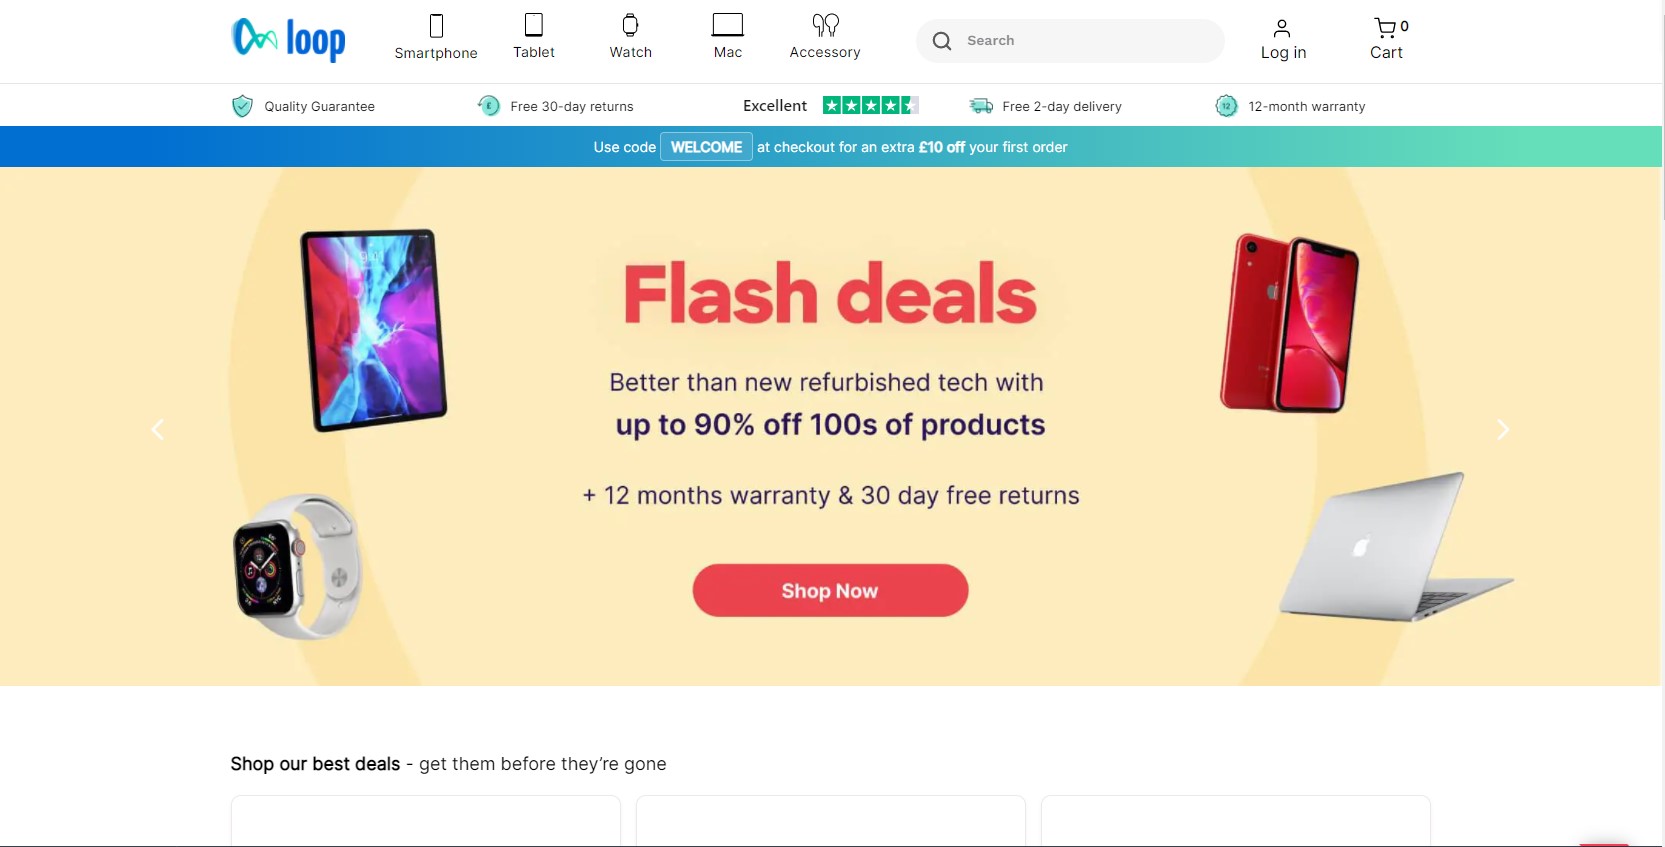 loop
Smartphone
Tablet
Watch
Mac
Accessory
Search
Log in
0
Cart
Quality Guarantee
£
Free 30-day returns
Excellent
Free 2-day delivery
12
12-month warranty
Use code WELCOME at checkout for an extra £10 off your first order
Flash deals
9:41
Better than new refurbished tech with
up to 90% off 100s of products
+ 12 months warranty & 30 day free returns
Shop Now
Shop our best deals - get them before they’re gone